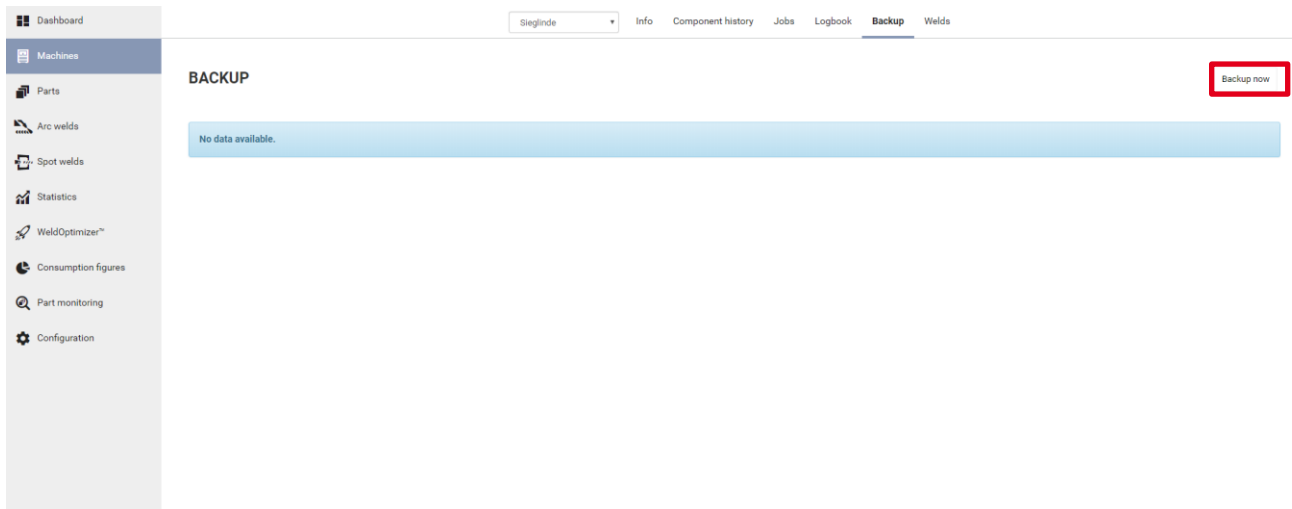 Dashboard
Machines
Parts
Arc welds
Spot welds
Statistics
WeldOptimizer™
Consumption figures
Part monitoring
Configuration
Sieglinde Info Component history Jobs Logbook Backup Welds
BACKUP
Backup now
No data available.